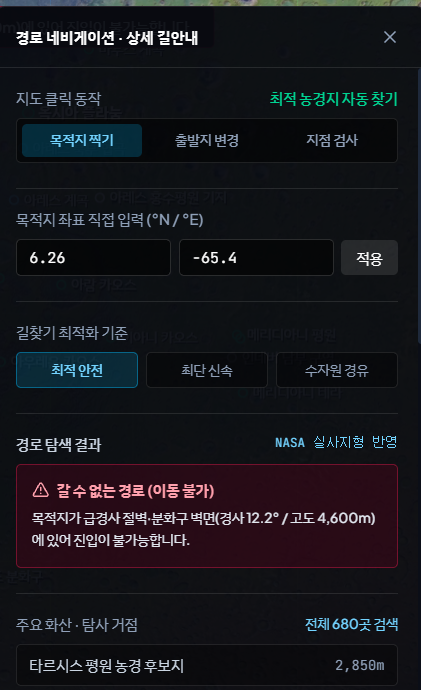 경로 네비게이션 · 상세 길안내
지도 클릭 동작
최적 농경지 자동 찾기
목적지 찍기
출발지 변경
지점 검사
목적지 좌표 직접 입력 (°N / °E)
6.26
-65.4
적용
길찾기 최적화 기준
최적 안전
최단 신속
수자원 경유
경로 탐색 결과
NASA 실사지형 반영
갈 수 없는 경로 (이동 불가)
목적지가 급경사 절벽·분화구 벽면(경사 12.2° / 고도 4,600m)
에 있어 진입이 불가능합니다.
주요 화산 · 탐사 거점
전체 680곳 검색
타르시스 평원 농경 후보지
2,850m